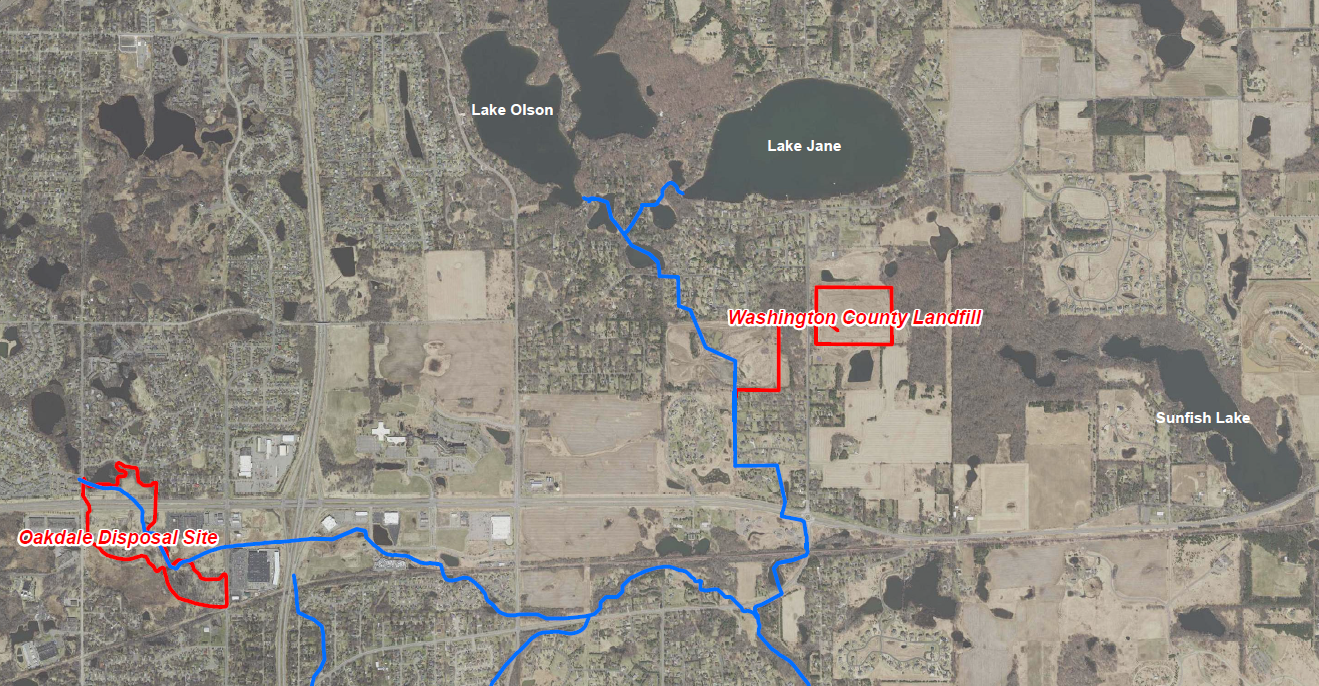 Lake Olson
Lake Jane
Washington County Landfill
Sunfish Lake
Oakdale Disposal Site